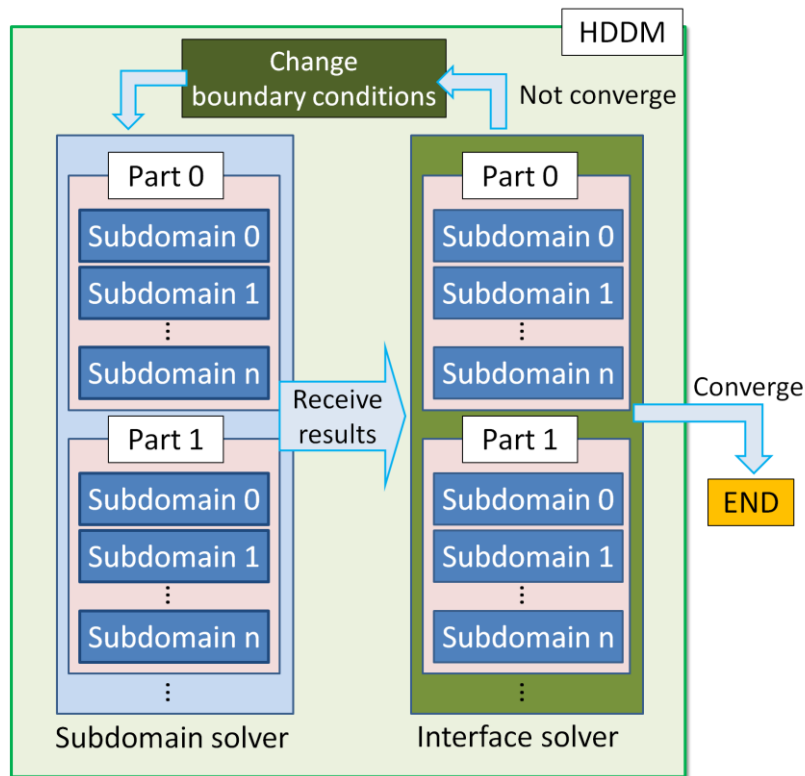 HDDM
Change
boundary conditions
Not converge
Part 0
Subdomain 0
Subdomain 1
...
Subdomain n
Part 1
Subdomain 0
Subdomain 1
...
Subdomain n
...
Subdomain solver
Receive
results
Part 0
Subdomain 0
Subdomain 1
...
Subdomain n
Part 1
Subdomain 0
Subdomain 1
...
Subdomain n
...
Interface solver
Converge
END